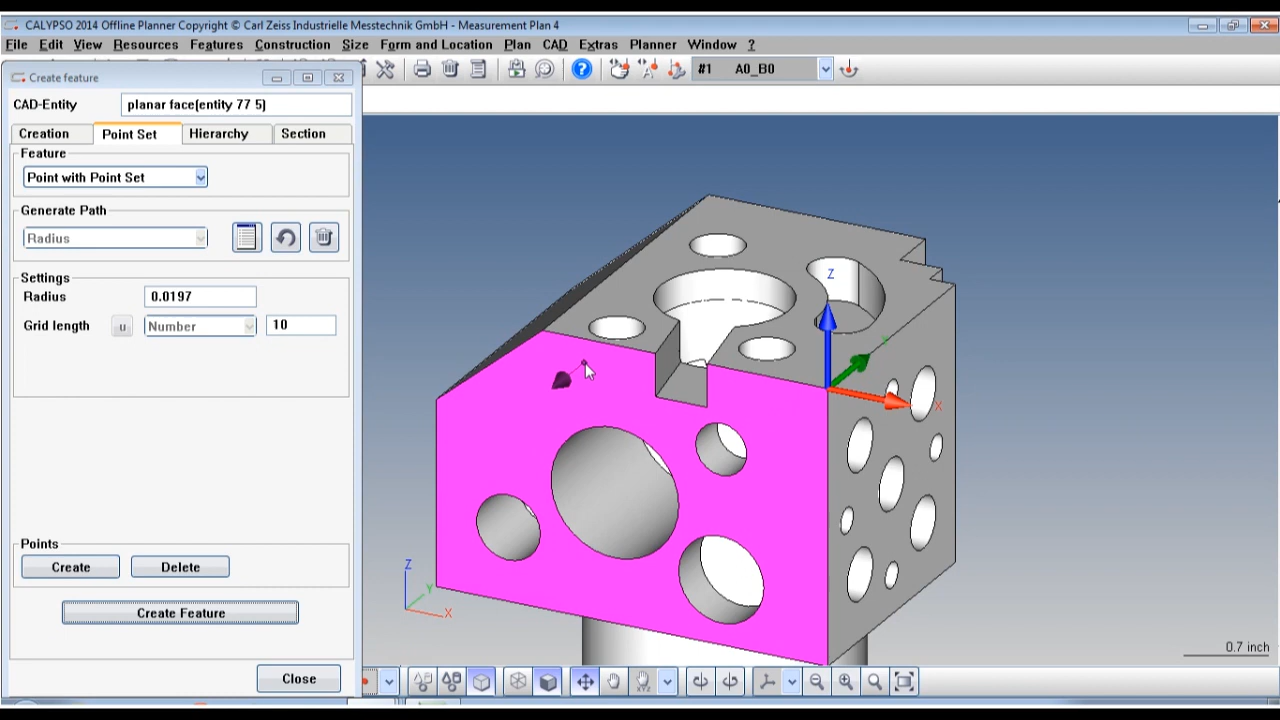 CALYPSO 2014 Offline Planner Copyright © Carl Zeiss Industrielle Messtechnik GmbH - Measurement Plan 4
File Edit View Resources Features Construction Size Form and Location Plan CAD Extras Planner Window ?
#1 A0_B0
Create feature
CAD-Entity planar face(entity 77 5)
Creation Point Set Hierarchy Section
Feature
Point with Point Set
Generate Path
Radius
Settings
Radius 0.0197
Grid length u Number 10
Points
Create Delete
Create Feature
Close
Z
Y
X
Z
Y
X
0.7 inch
XYZ